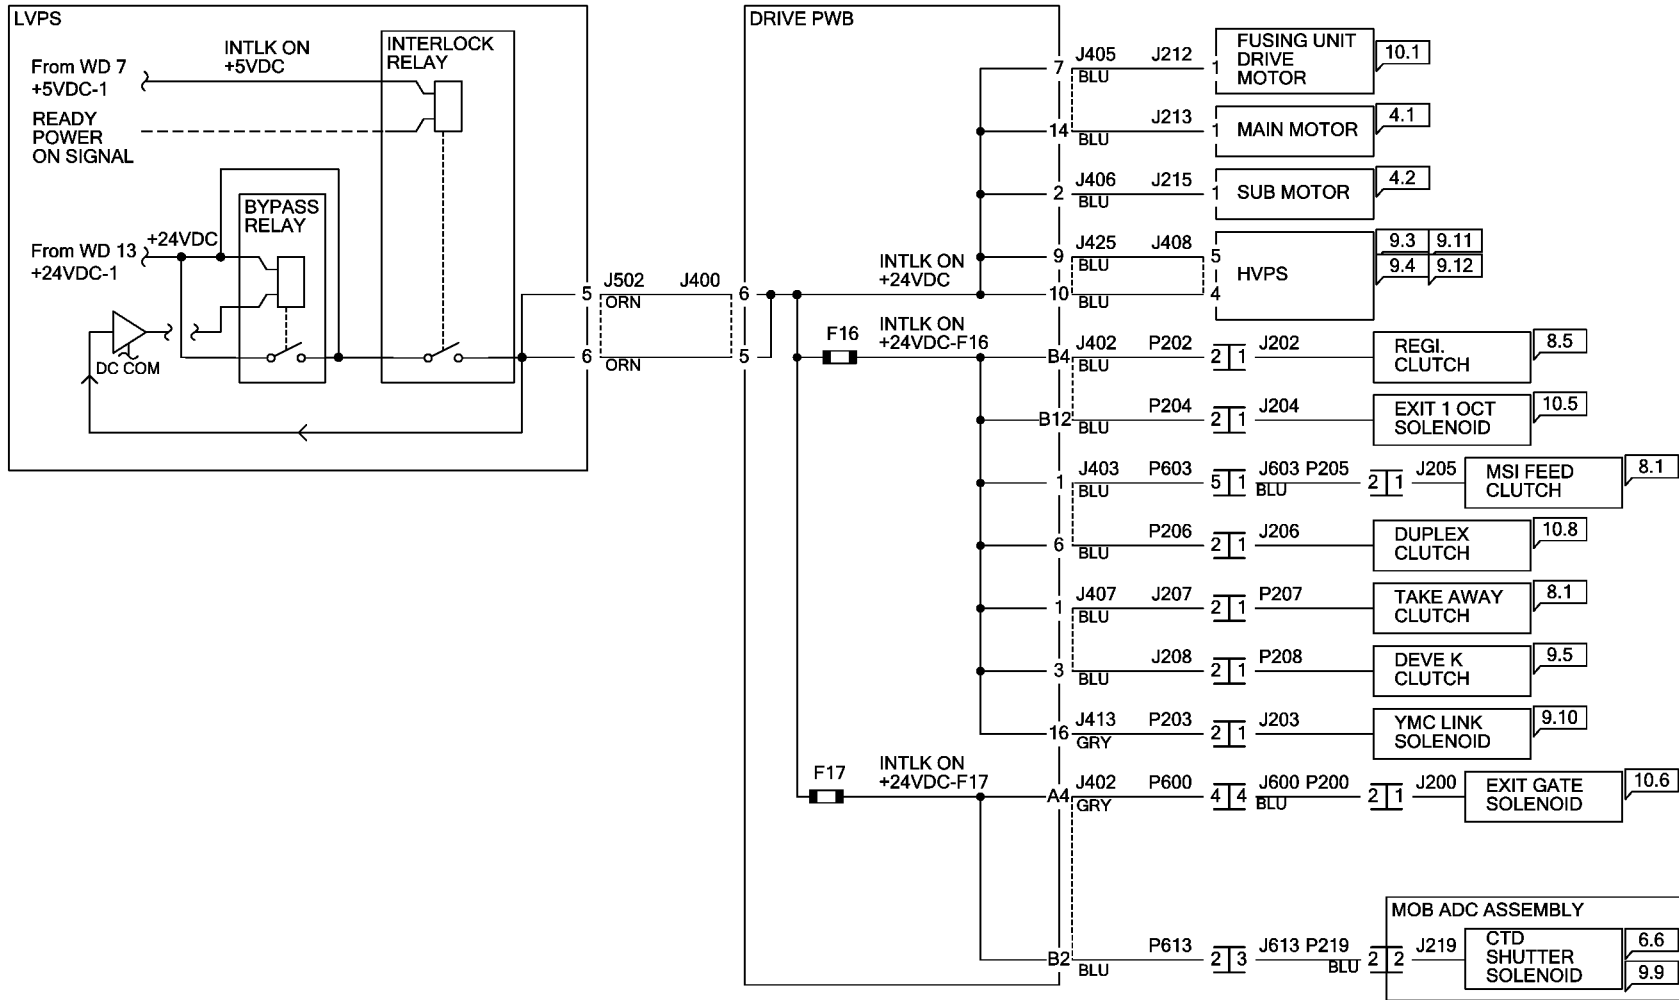 LVPS
From WD 7
+5VDC-1
INTLK ON
+5VDC
INTERLOCK
RELAY
READY
POWER
ON SIGNAL
BYPASS
RELAY
From WD 13
+24VDC-1
+24VDC
DC COM
5
J502
J400
6
ORN
6
ORN
5
DRIVE PWB
INTLK ON
+24VDC
F16
INTLK ON
+24VDC-F16
F17
INTLK ON
+24VDC-F17
7
J405
BLU
J212
1
FUSING UNIT
DRIVE
MOTOR
10.1
14
BLU
J213
1
MAIN MOTOR
4.1
2
J406
BLU
J215
1
SUB MOTOR
4.2
9
J425
BLU
J408
5
10
BLU
4
HVPS
9.3
9.11
9.4
9.12
B4
J402
BLU
P202
2
1
J202
REGI.
CLUTCH
8.5
B12
BLU
P204
2
1
J204
EXIT 1 OCT
SOLENOID
10.5
1
J403
BLU
P603
5
1
J603 P205
BLU
2
1
J205
MSI FEED
CLUTCH
8.1
6
BLU
P206
2
1
J206
DUPLEX
CLUTCH
10.8
1
J407
BLU
J207
2
1
P207
TAKE AWAY
CLUTCH
8.1
3
BLU
J208
2
1
P208
DEVE K
CLUTCH
9.5
16
J413
GRY
P203
2
1
J203
YMC LINK
SOLENOID
9.10
A4
J402
GRY
P600
4
4
J600 P200
BLU
2
1
J200
EXIT GATE
SOLENOID
10.6
MOB ADC ASSEMBLY
B2
BLU
P613
2
3
J613 P219
BLU
2
2
J219
CTD
SHUTTER
SOLENOID
6.6
9.9